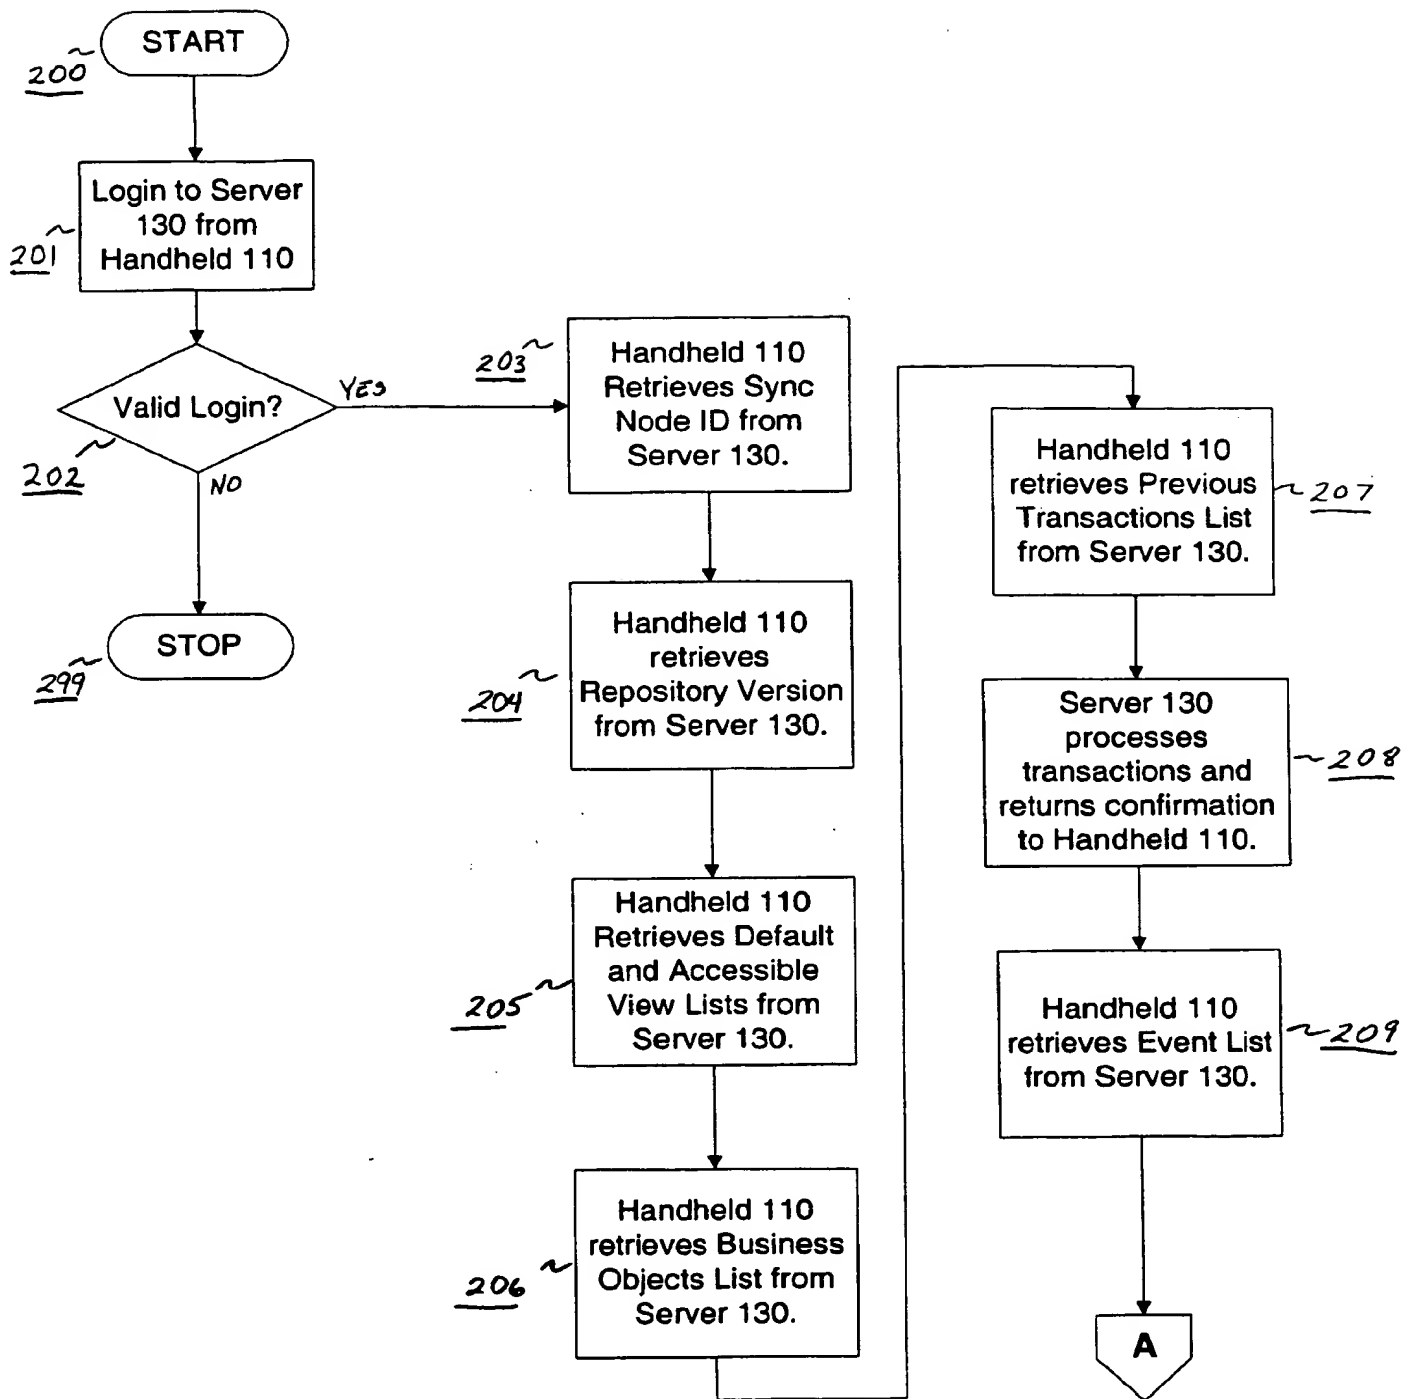 START
200
Login to Server
130 from
Handheld 110
201
Valid Login?
YES
202
NO
STOP
299
203
Handheld 110
Retrieves Sync
Node ID from
Server 130.
Handheld 110
retrieves
Repository Version
from Server 130.
204
Handheld 110
Retrieves Default
and Accessible
View Lists from
Server 130.
205
Handheld 110
retrieves Business
Objects List from
Server 130.
206
Handheld 110
retrieves Previous
Transactions List
from Server 130.
207
Server 130
processes
transactions and
returns confirmation
to Handheld 110.
208
Handheld 110
retrieves Event List
from Server 130.
209
A